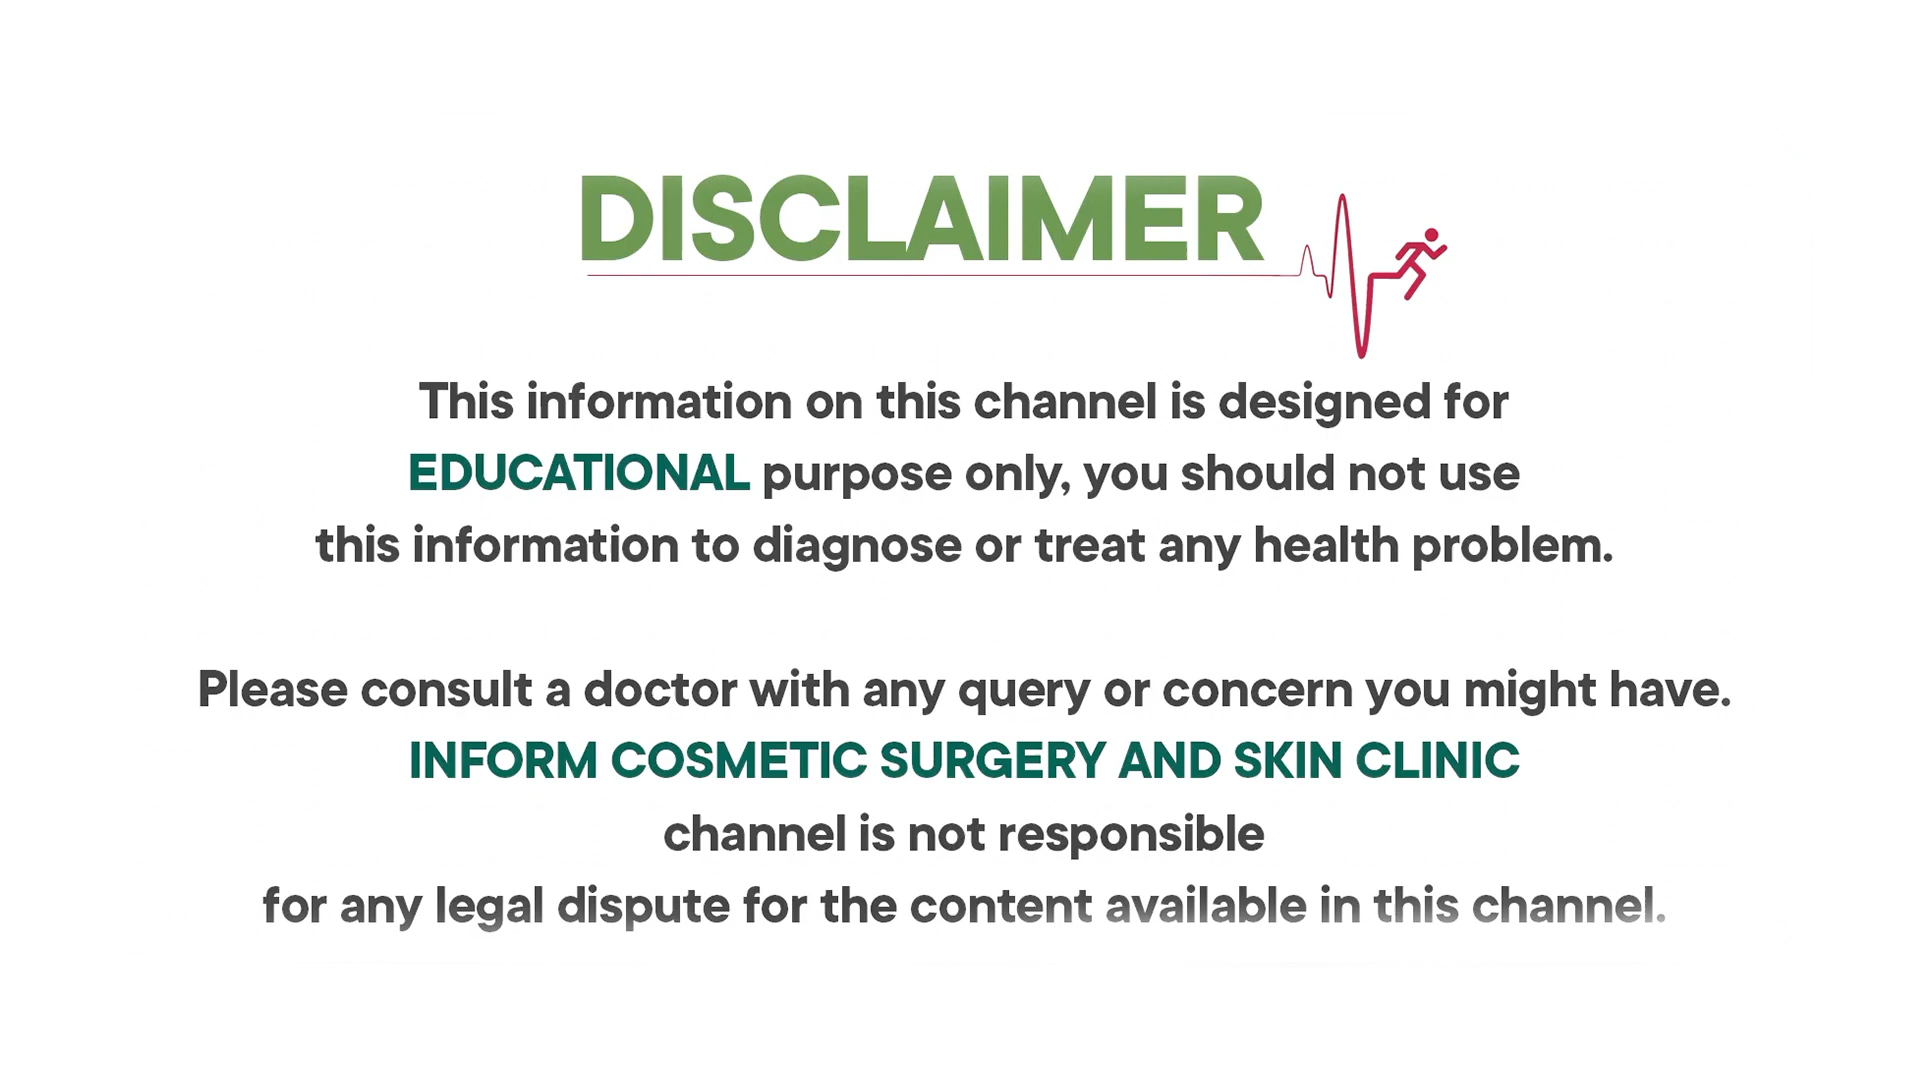 DISCLAIMER
This information on this channel is designed for
EDUCATIONAL purpose only, you should not use
this information to diagnose or treat any health problem.
Please consult a doctor with any query or concern you might have.
INFORM COSMETIC SURGERY AND SKIN CLINIC
channel is not responsible
for any legal dispute for the content available in this channel.